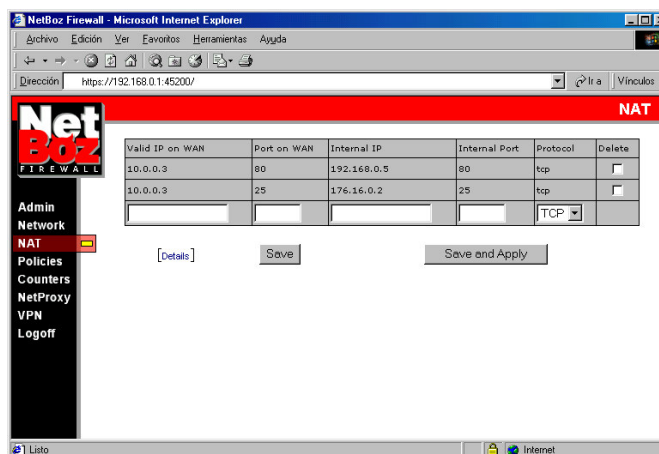 NetBoz Firewall - Microsoft Internet Explorer
Archivo Edición Ver Favoritos Herramientas Ayuda
Dirección https://192.168.0.1:45200/ Ir a Vínculos
NetBoz
FIREWALL
NAT
Valid IP on WAN Port on WAN Internal IP Internal Port Protocol Delete
10.0.0.3 80 192.168.0.5 80 tcp
10.0.0.3 25 176.16.0.2 25 tcp
TCP
[Details] Save Save and Apply
Admin
Network
NAT
Policies
Counters
NetProxy
VPN
Logoff
Listo Internet